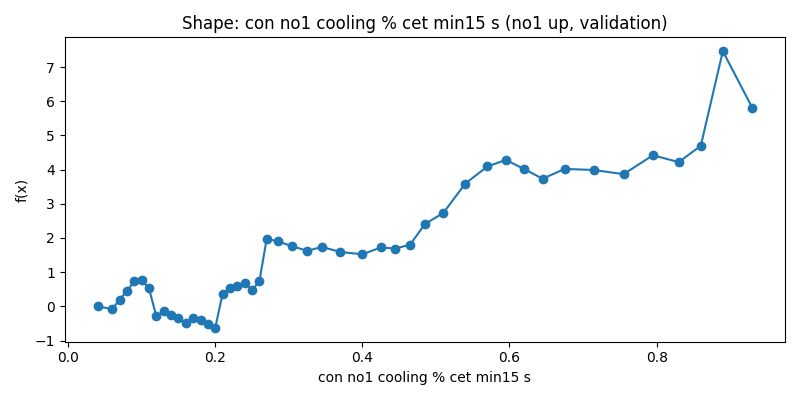 Shape: con no1 cooling % cet min15 s (no1 up, validation)
f(x)
7
6
5
4
3
2
1
0
−1
0.0 0.2 0.4 0.6 0.8
con no1 cooling % cet min15 s